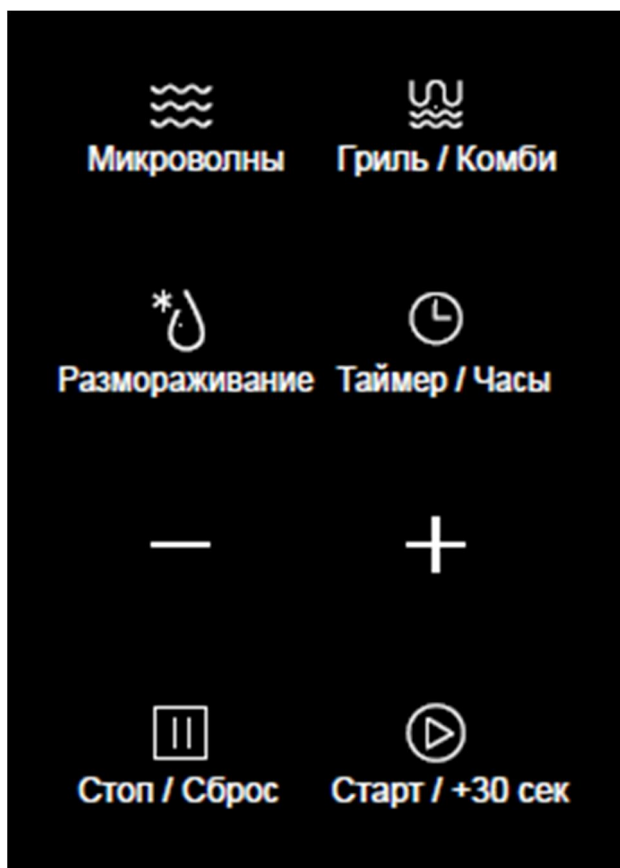 Микроволны Гриль / Комби
Размораживание Таймер / Часы
− +
Стоп / Сброс Старт / +30 сек